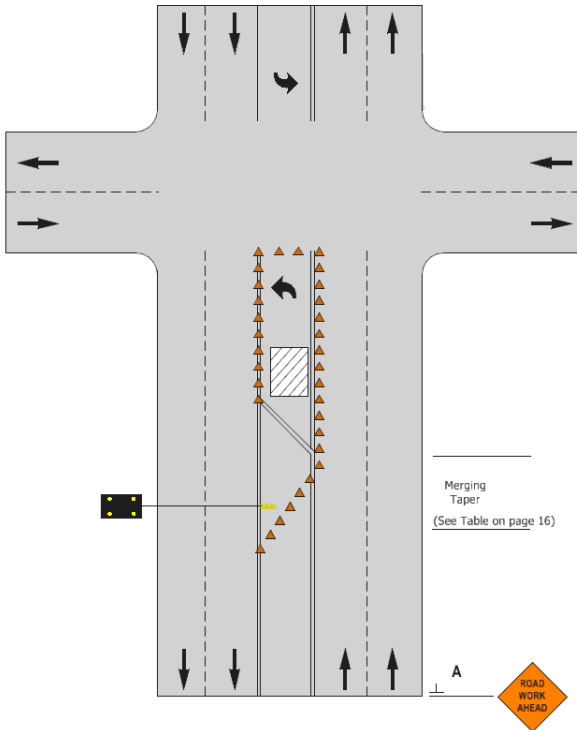 Merging
Taper
(See Table on page 16)
A
ROAD
WORK
AHEAD